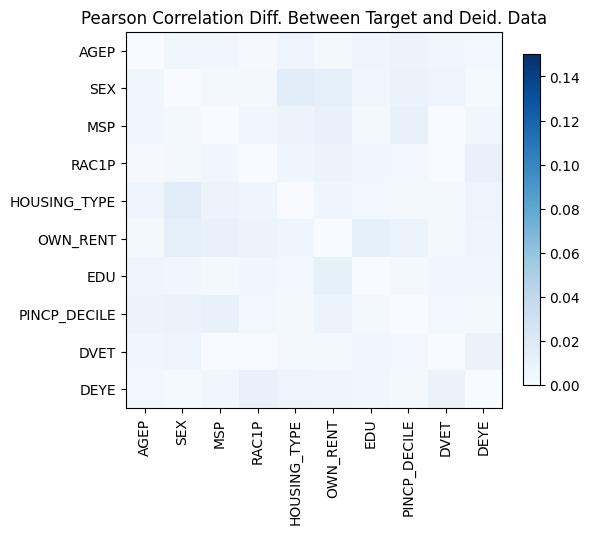 Pearson Correlation Diff. Between Target and Deid. Data
AGEP
SEX
MSP
RAC1P
HOUSING_TYPE
OWN_RENT
EDU
PINCP_DECILE
DVET
DEYE
AGEP
SEX
MSP
RAC1P
HOUSING_TYPE
OWN_RENT
EDU
PINCP_DECILE
DVET
DEYE
0.14
0.12
0.10
0.08
0.06
0.04
0.02
0.00